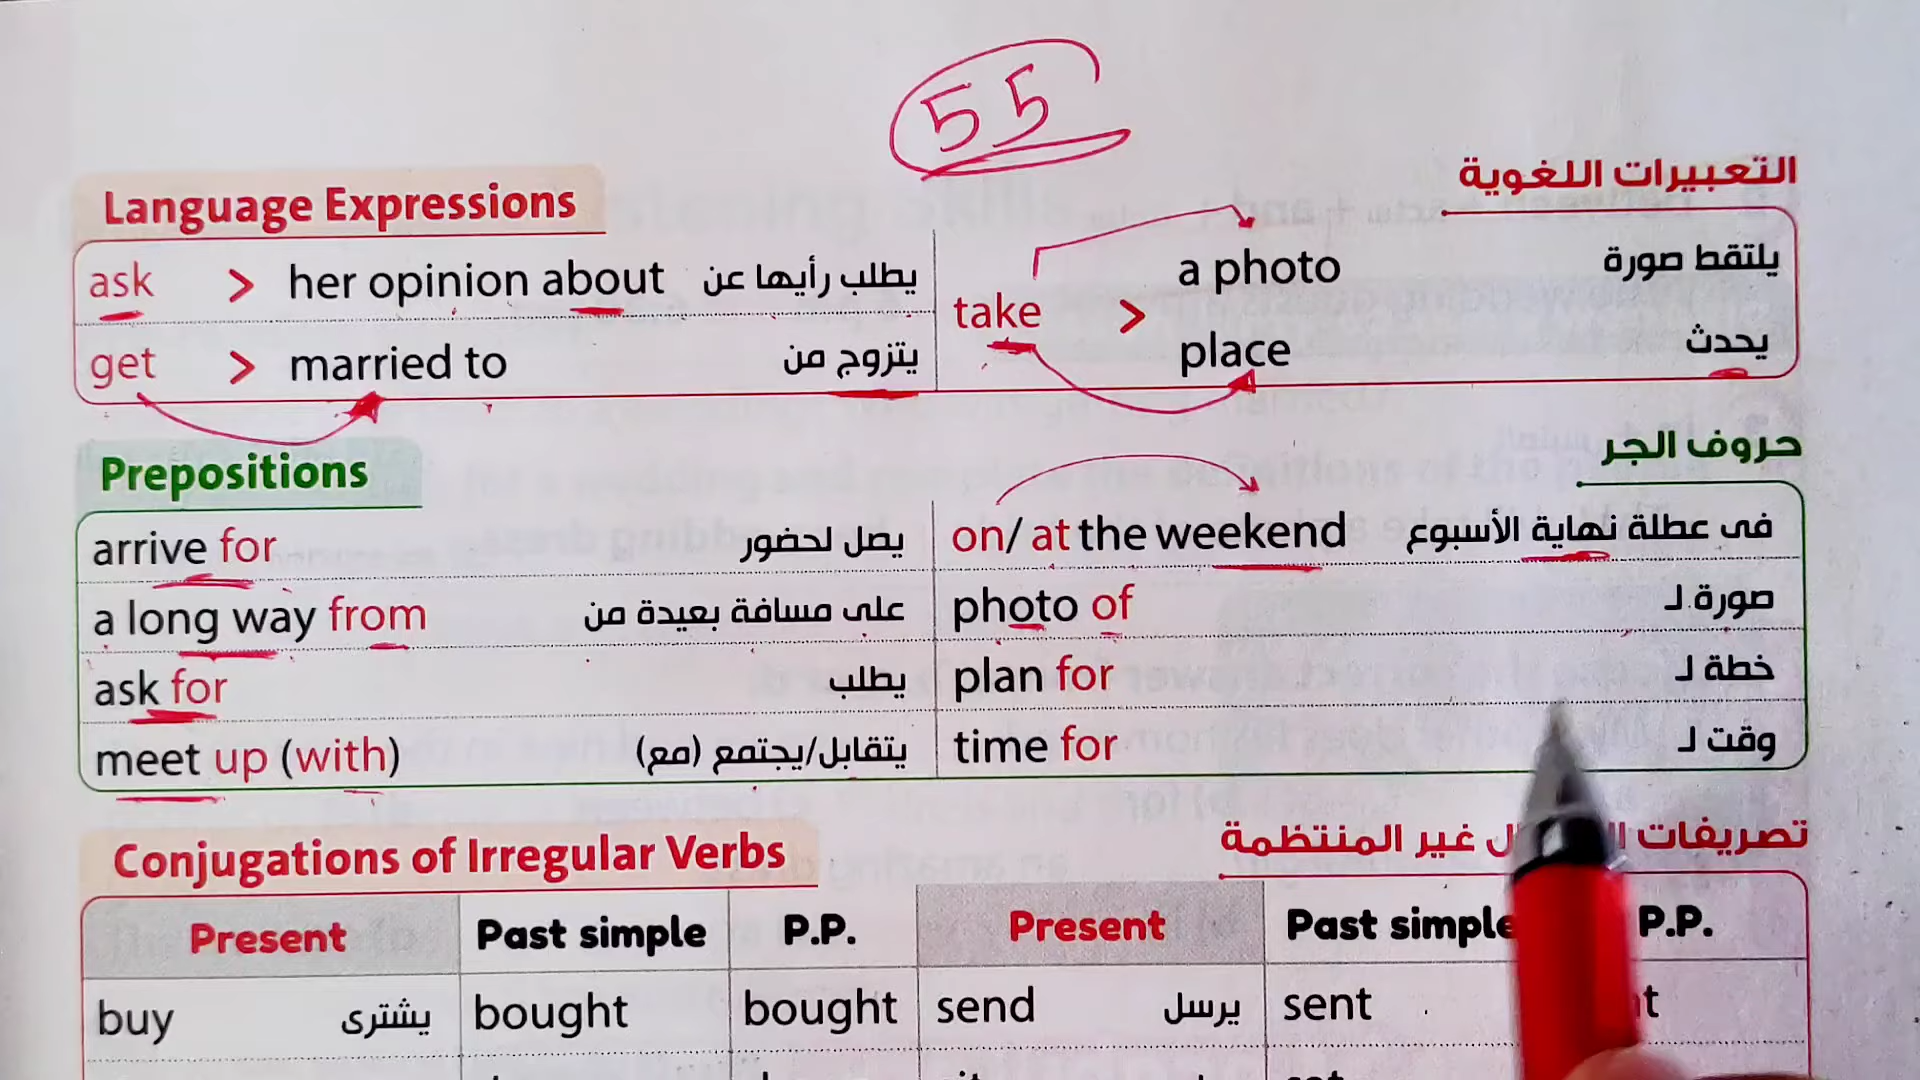 55
Language Expressions التعبيرات اللغوية
ask > her opinion about يطلب رأيها عن
get > married to يتزوج من
take > a photo يلتقط صورة
place يحدث
Prepositions حروف الجر
arrive for يصل لحضور on/ at the weekend فى عطلة نهاية الأسبوع
a long way from على مسافة بعيدة من photo of صورة لـ
ask for يطلب plan for خطة لـ
meet up (with) يتقابل/يجتمع (مع) time for وقت لـ
Conjugations of Irregular Verbs تصريفات غير المنتظمة
Present Past simple P.P. Present Past simple P.P.
buy يشترى bought bought send يرسل sent